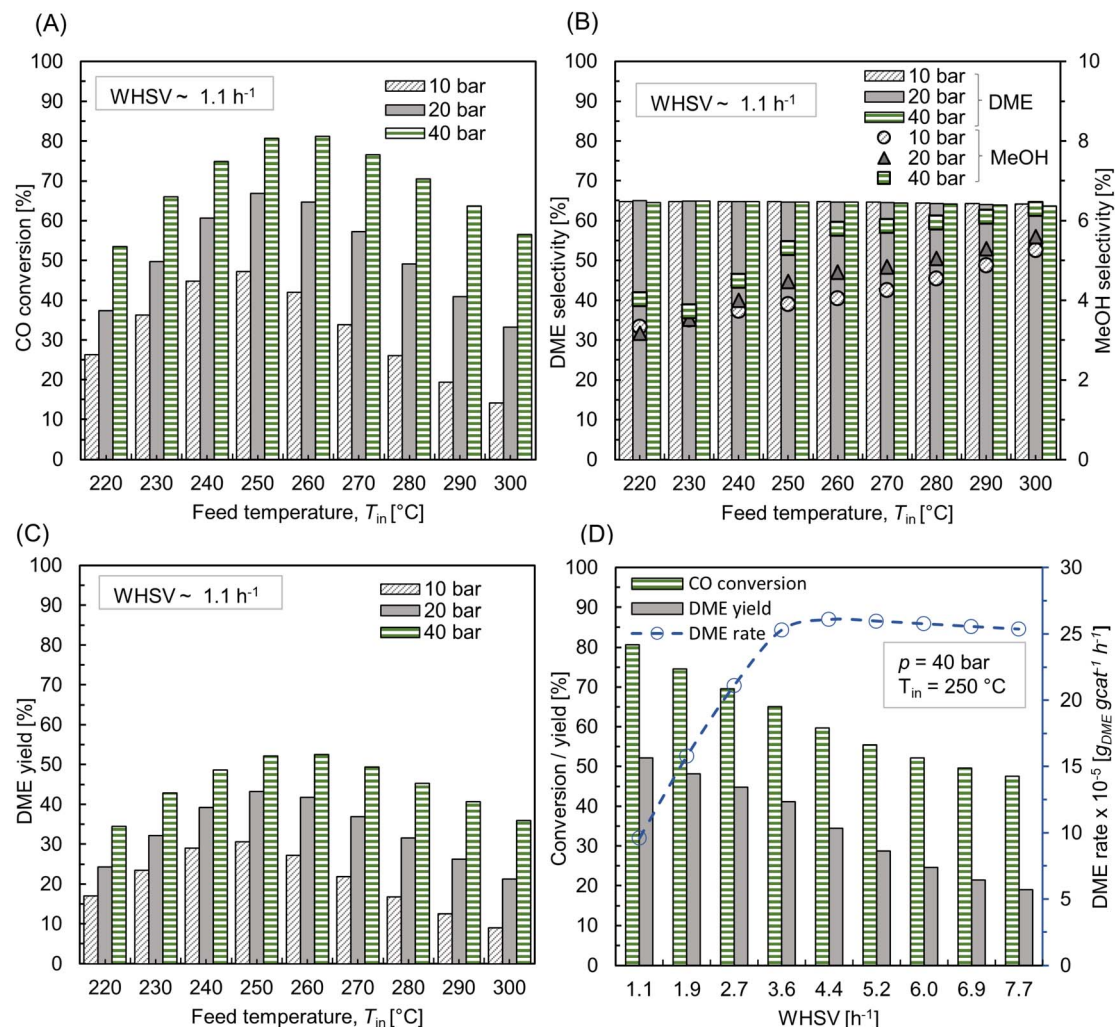 (A)
WHSV ~ 1.1 h⁻¹
10 bar
20 bar
40 bar
100
90
80
70
60
50
40
30
20
10
0
CO conversion [%]
220 230 240 250 260 270 280 290 300
Feed temperature, Tin [°C]
(B)
WHSV ~ 1.1 h⁻¹
10 bar
20 bar
40 bar
DME
10 bar
20 bar
40 bar
MeOH
100
90
80
70
60
50
40
30
20
10
0
DME selectivity [%]
10
8
6
4
2
0
MeOH selectivity [%]
220 230 240 250 260 270 280 290 300
Feed temperature, Tin [°C]
(C)
WHSV ~ 1.1 h⁻¹
10 bar
20 bar
40 bar
100
90
80
70
60
50
40
30
20
10
0
DME yield [%]
220 230 240 250 260 270 280 290 300
Feed temperature, Tin [°C]
(D)
CO conversion
DME yield
DME rate
p = 40 bar
Tin = 250 °C
100
90
80
70
60
50
40
30
20
10
0
Conversion / yield [%]
30
25
20
15
10
5
0
DME rate x 10⁻⁵ [gDME gcat⁻¹ h⁻¹]
1.1 1.9 2.7 3.6 4.4 5.2 6.0 6.9 7.7
WHSV [h⁻¹]